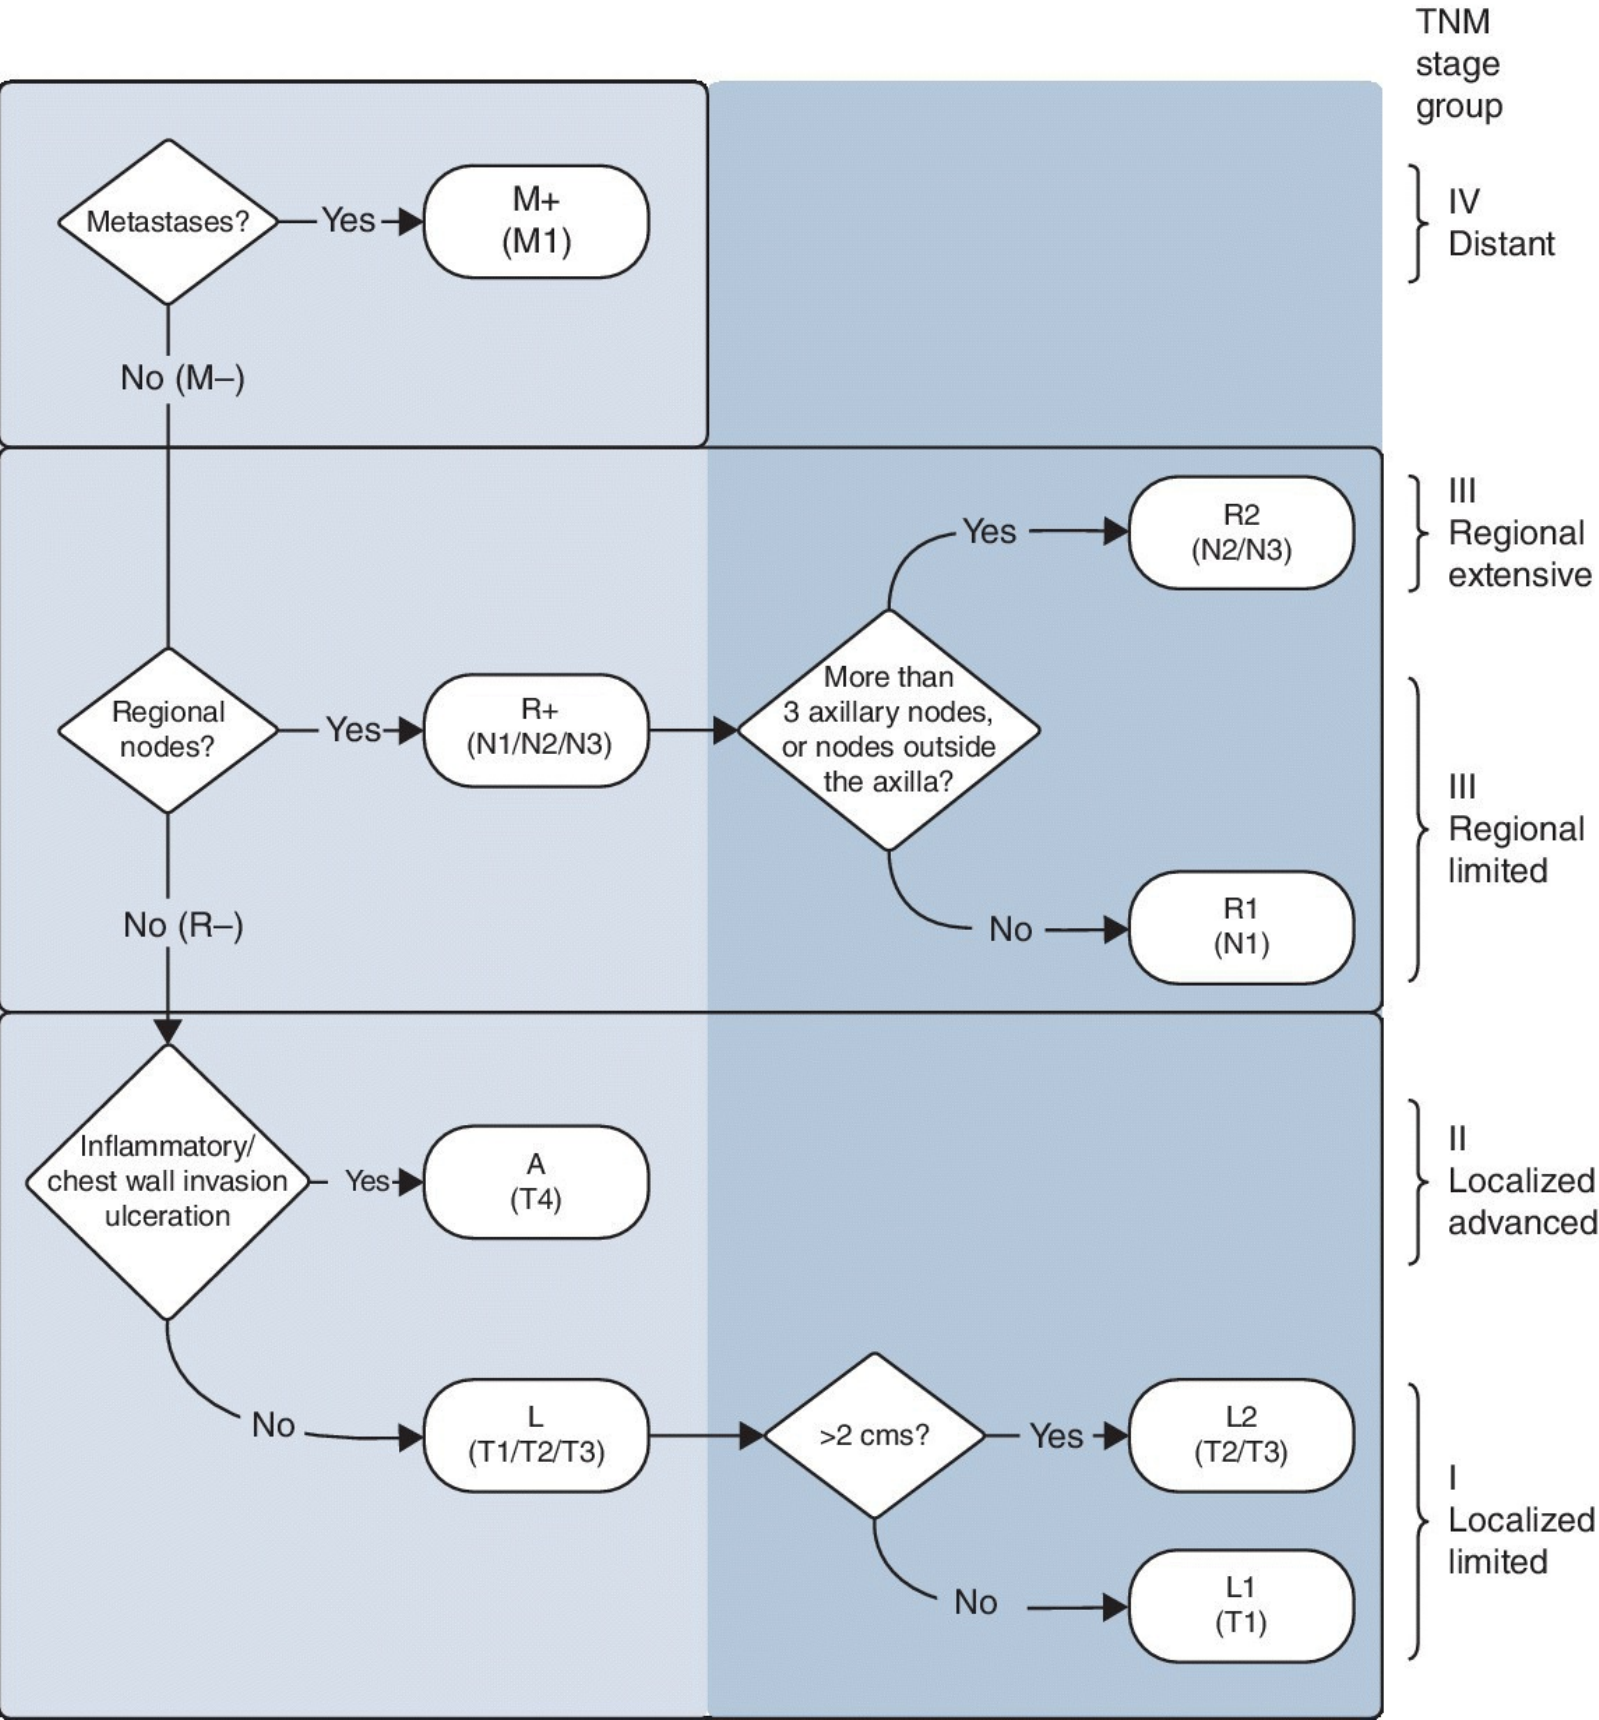 TNM
stage
group
Metastases?
Yes
M+
(M1)
IV
Distant
No (M–)
Regional
nodes?
Yes
R+
(N1/N2/N3)
More than
3 axillary nodes,
or nodes outside
the axilla?
Yes
R2
(N2/N3)
III
Regional
extensive
No
R1
(N1)
III
Regional
limited
No (R–)
Inflammatory/
chest wall invasion
ulceration
Yes
A
(T4)
II
Localized
advanced
No
L
(T1/T2/T3)
>2 cms?
Yes
L2
(T2/T3)
No
L1
(T1)
I
Localized
limited